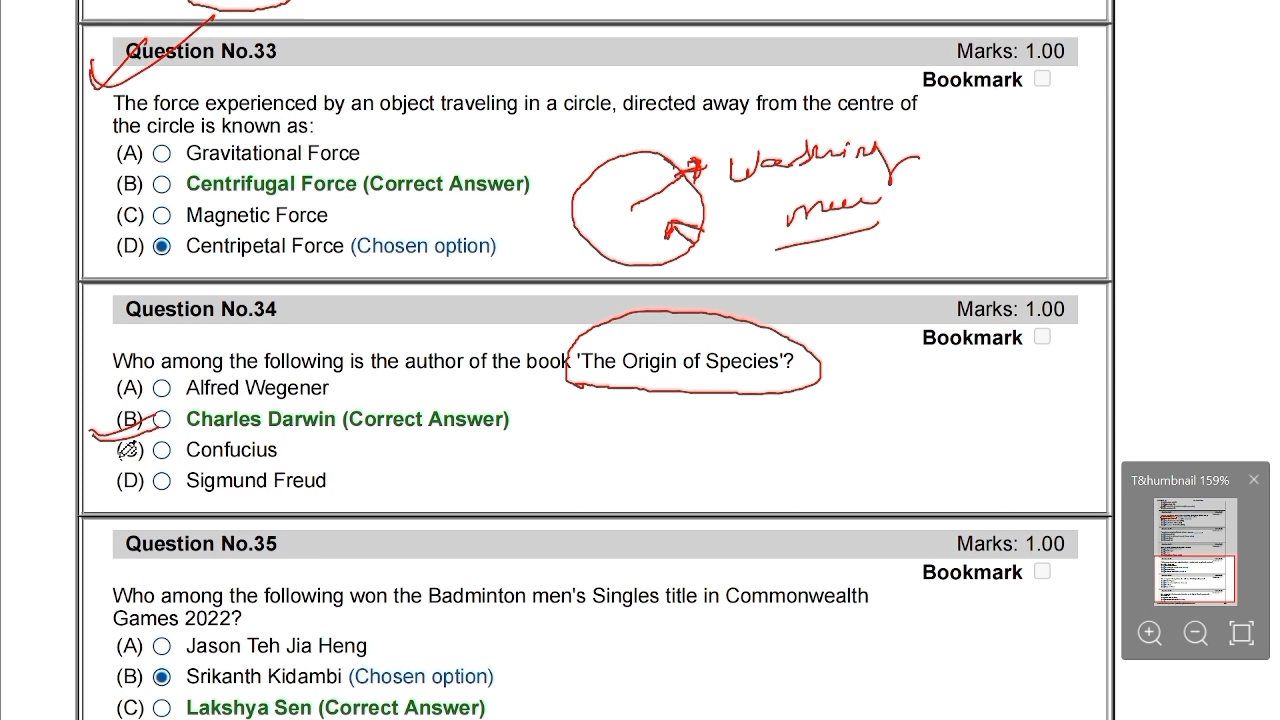 Question No.33
Marks: 1.00
Bookmark
The force experienced by an object traveling in a circle, directed away from the centre of
the circle is known as:
(A) Gravitational Force
(B) Centrifugal Force (Correct Answer)
(C) Magnetic Force
(D) Centripetal Force (Chosen option)
Washing
Question No.34
Marks: 1.00
Bookmark
Who among the following is the author of the book 'The Origin of Species'?
(A) Alfred Wegener
(B) Charles Darwin (Correct Answer)
Confucius
(D) Sigmund Freud
T&humbnail 159%
Question No.35
Marks: 1.00
Bookmark
Who among the following won the Badminton men's Singles title in Commonwealth
Games 2022?
(A) Jason Teh Jia Heng
(B) Srikanth Kidambi (Chosen option)
(C) Lakshya Sen (Correct Answer)